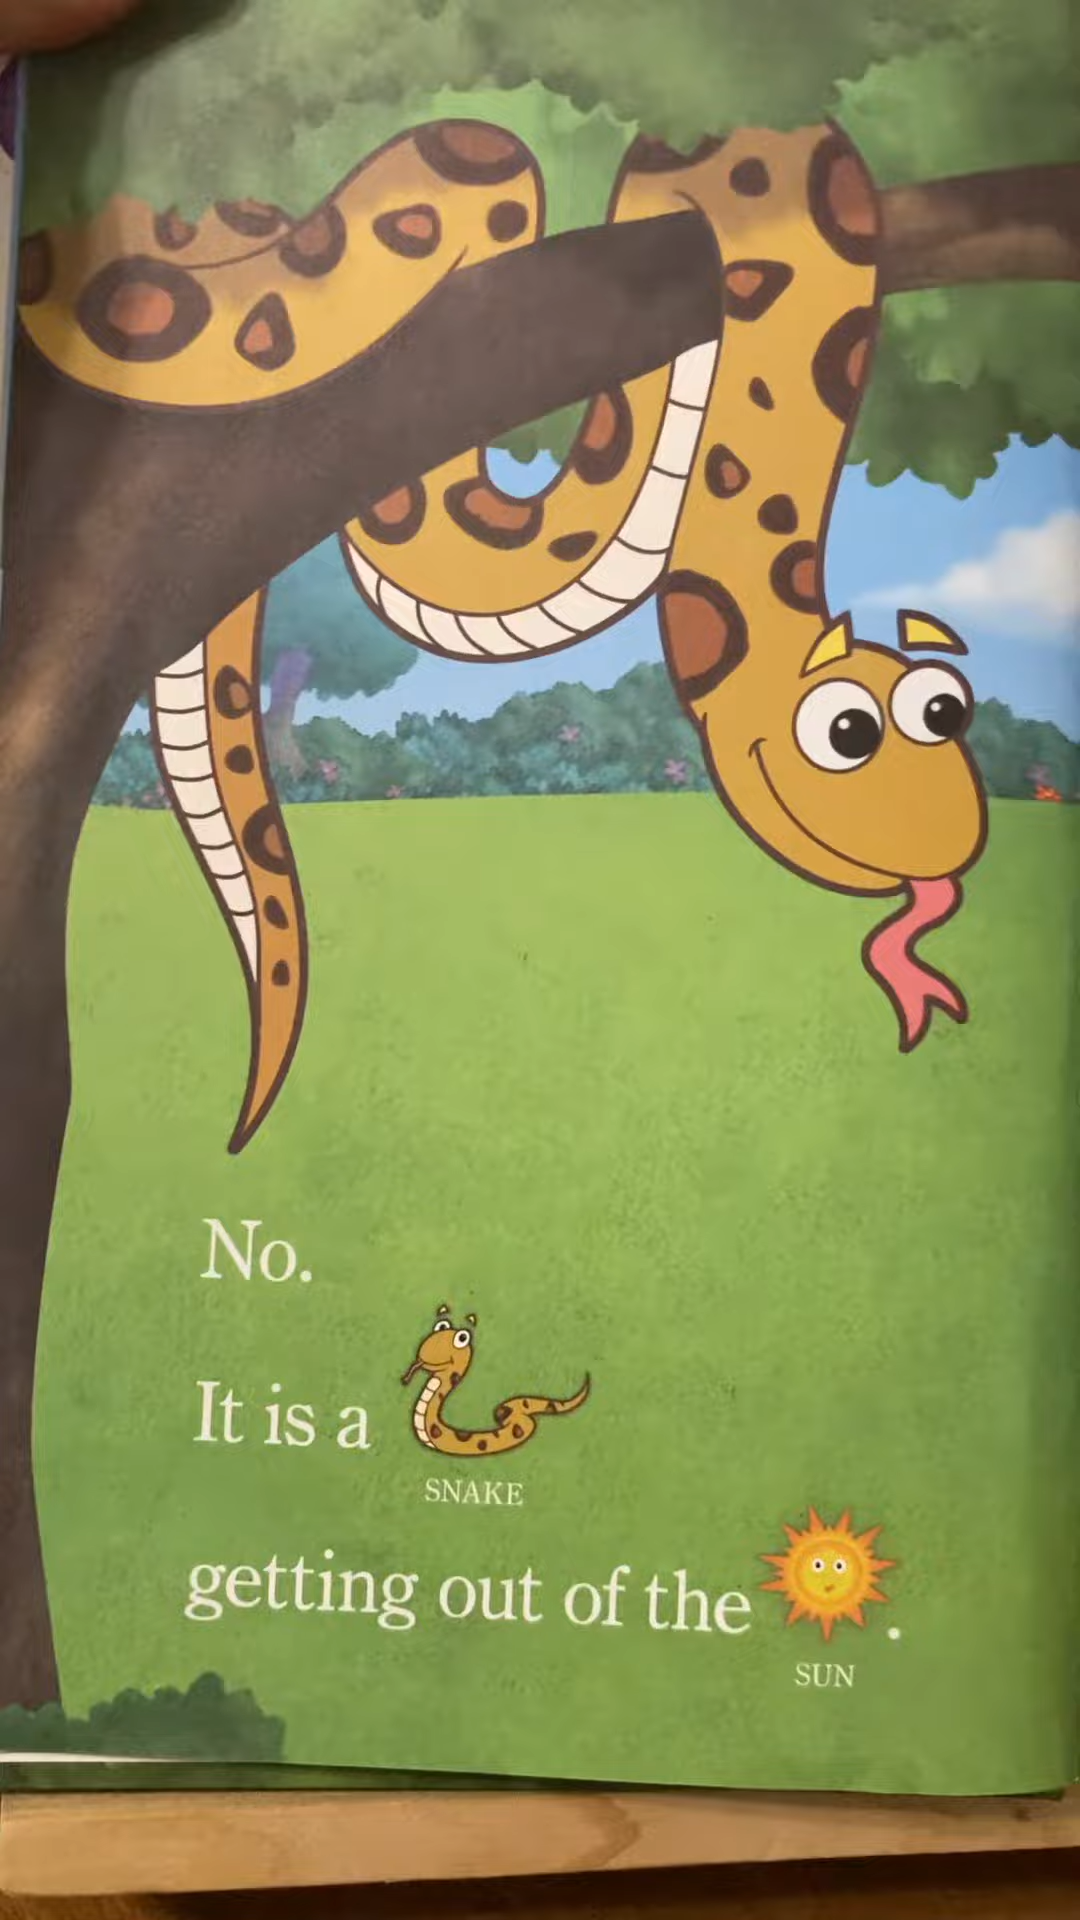 No.
It is a
SNAKE
getting out of the .
SUN